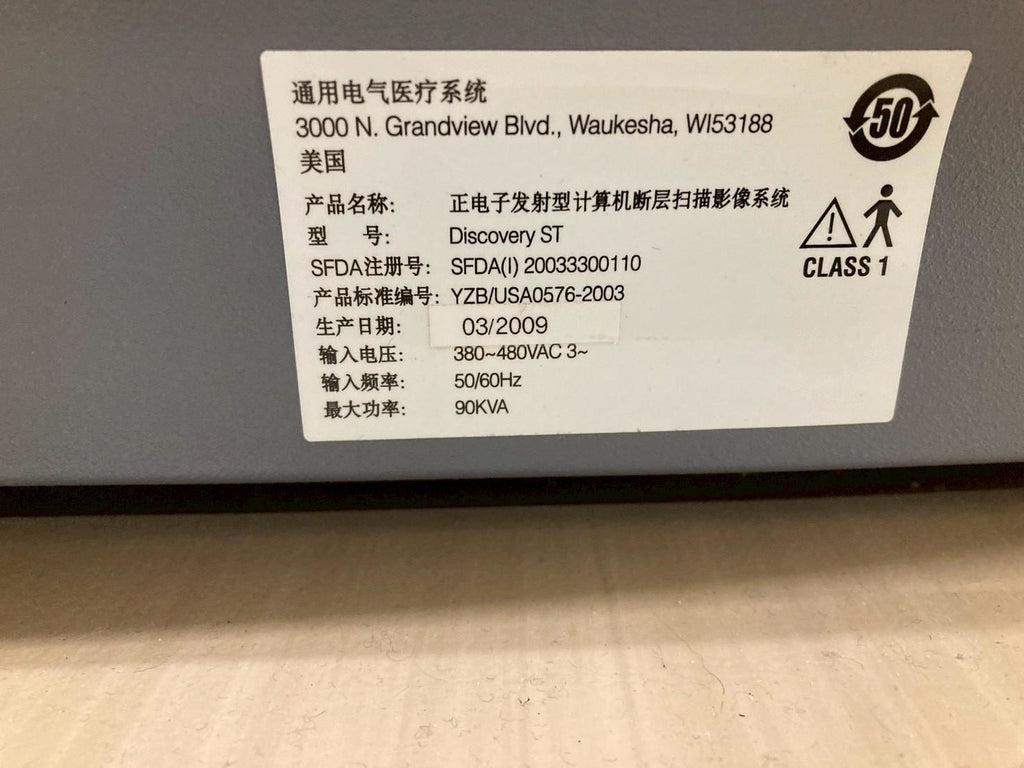 通用电气医疗系统
3000 N. Grandview Blvd., Waukesha, WI53188
美国
50
产品名称: 正电子发射型计算机断层扫描影像系统
型 号: Discovery ST
SFDA注册号: SFDA(I) 20033300110
产品标准编号: YZB/USA0576-2003
生产日期: 03/2009
输入电压: 380~480VAC 3~
输入频率: 50/60Hz
最大功率: 90KVA
CLASS 1